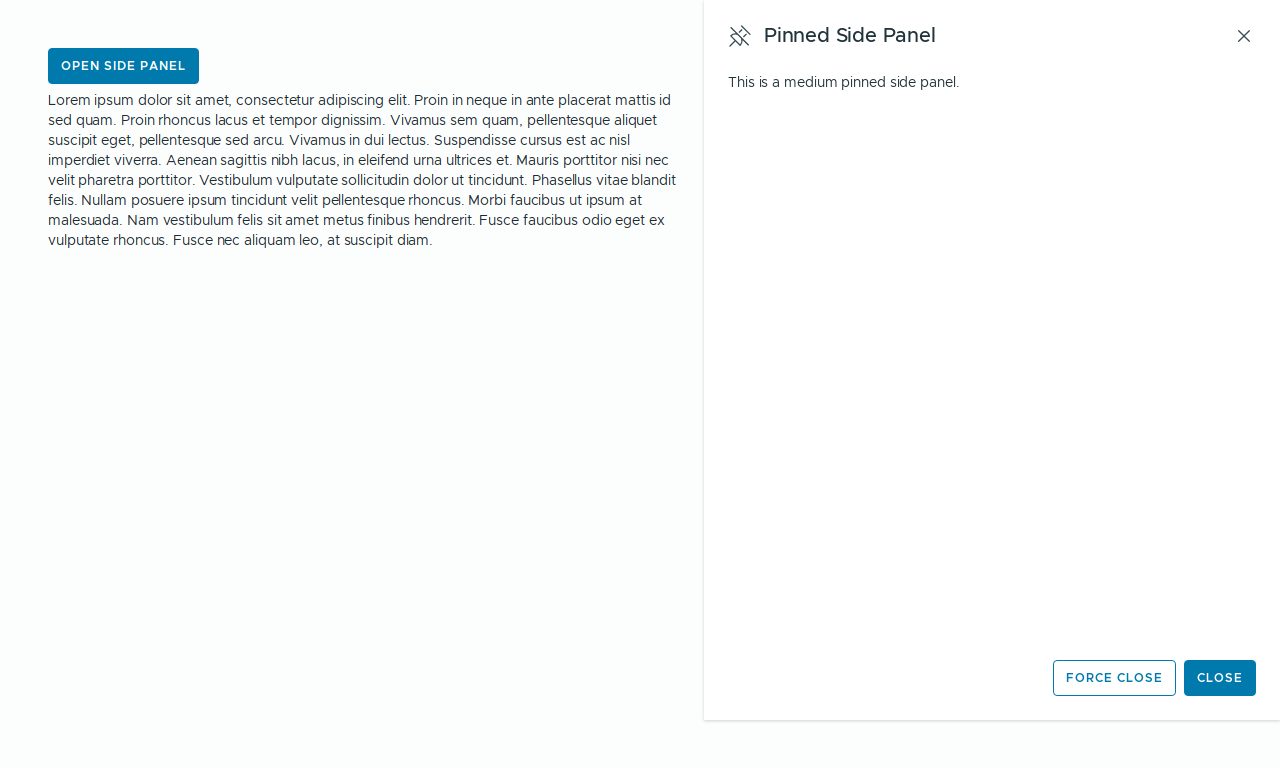 OPEN SIDE PANEL
Lorem ipsum dolor sit amet, consectetur adipiscing elit. Proin in neque in ante placerat mattis id
sed quam. Proin rhoncus lacus et tempor dignissim. Vivamus sem quam, pellentesque aliquet
suscipit eget, pellentesque sed arcu. Vivamus in dui lectus. Suspendisse cursus est ac nisl
imperdiet viverra. Aenean sagittis nibh lacus, in eleifend urna ultrices et. Mauris porttitor nisi nec
velit pharetra porttitor. Vestibulum vulputate sollicitudin dolor ut tincidunt. Phasellus vitae blandit
felis. Nullam posuere ipsum tincidunt velit pellentesque rhoncus. Morbi faucibus ut ipsum at
malesuada. Nam vestibulum felis sit amet metus finibus hendrerit. Fusce faucibus odio eget ex
vulputate rhoncus. Fusce nec aliquam leo, at suscipit diam.
Pinned Side Panel
This is a medium pinned side panel.
FORCE CLOSE
CLOSE